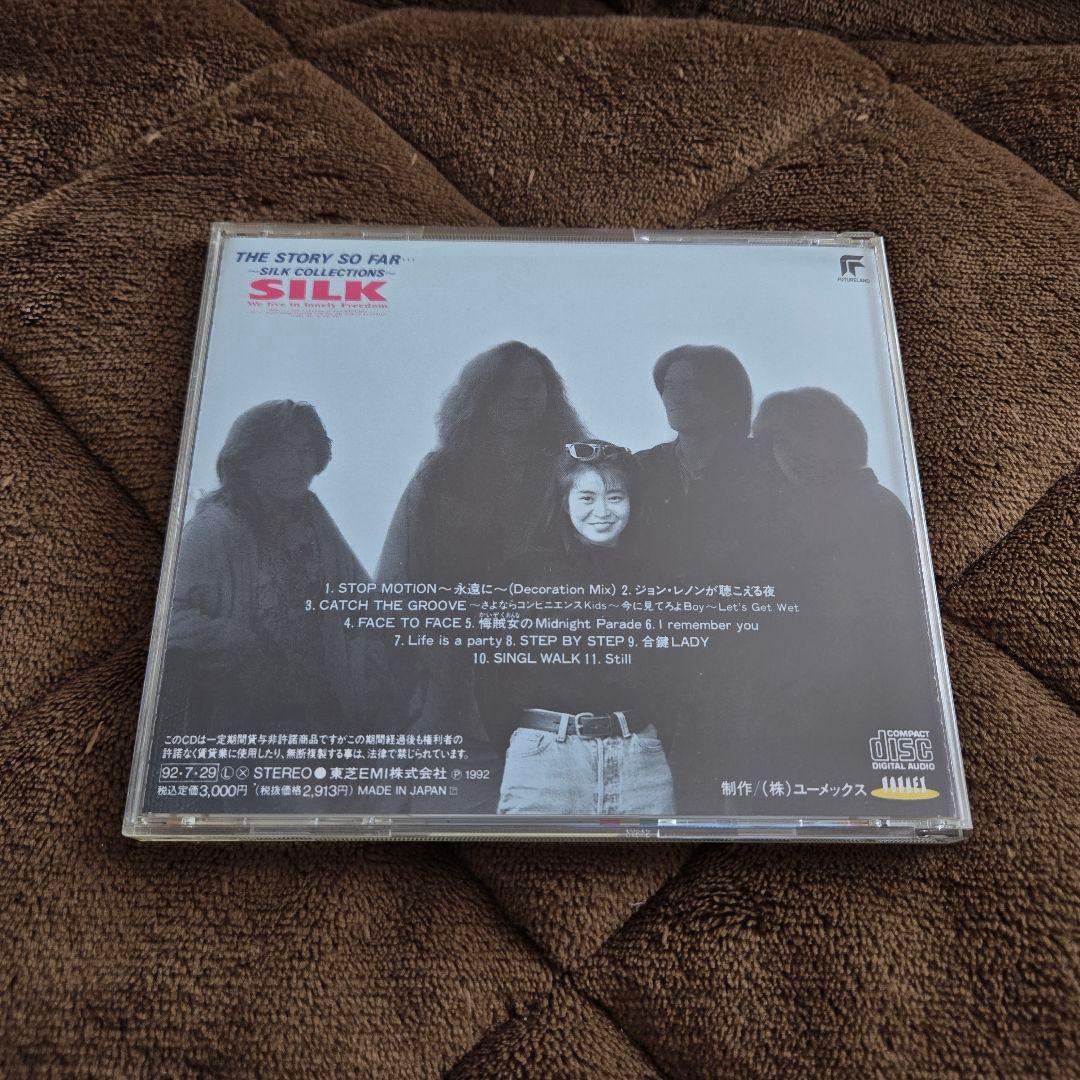 THE STORY SO FAR…
～SILK COLLECTIONS～
SILK
We live in lonely Freedom
FUTURELAND
1. STOP MOTION～永遠に～(Decoration Mix) 2. ジョン・レノンが聴こえる夜
3. CATCH THE GROOVE～さよならコンビニエンスKids～今に見てろよBoy～Let's Get Wet
かいぞくおんな
4. FACE TO FACE 5. 悔賊女のMidnight Parade 6. I remember you
7. Life is a party 8. STEP BY STEP 9. 合鍵LADY
10. SINGL WALK 11. Still
このCDは一定期間貸与非許諾商品ですがこの期間経過後も権利者の
許諾なく賃貸業に使用したり、無断複製する事は、法律で禁じられています。
92・7・29 Ⓛ Ⓧ STEREO● 東芝EMI株式会社 Ⓟ 1992
税込定価3,000円 (税抜価格2,913円) MADE IN JAPAN
COMPACT
disc
DIGITAL AUDIO
制作/(株)ユーメックス